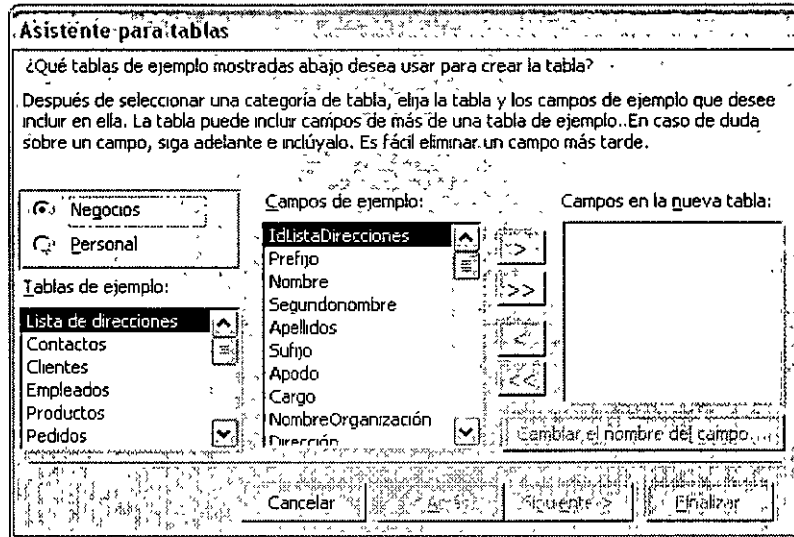 Asistente para tablas
¿Qué tablas de ejemplo mostradas abajo desea usar para crear la tabla?
Después de seleccionar una categoría de tabla, elija la tabla y los campos de ejemplo que desee
incluir en ella. La tabla puede incluir campos de más de una tabla de ejemplo. En caso de duda
sobre un campo, siga adelante e inclúyalo. Es fácil eliminar un campo más tarde.
Negocios
Personal
Tablas de ejemplo:
Lista de direcciones
Contactos
Clientes
Empleados
Productos
Pedidos
Campos de ejemplo:
IdListaDirecciones
Prefijo
Nombre
Segundonombre
Apellidos
Sufijo
Apodo
Cargo
NombreOrganización
Dirección
>
>>
<
<<
Campos en la nueva tabla:
Cambiar el nombre del campo...
Cancelar
< Atrás
Siguiente >
Finalizar